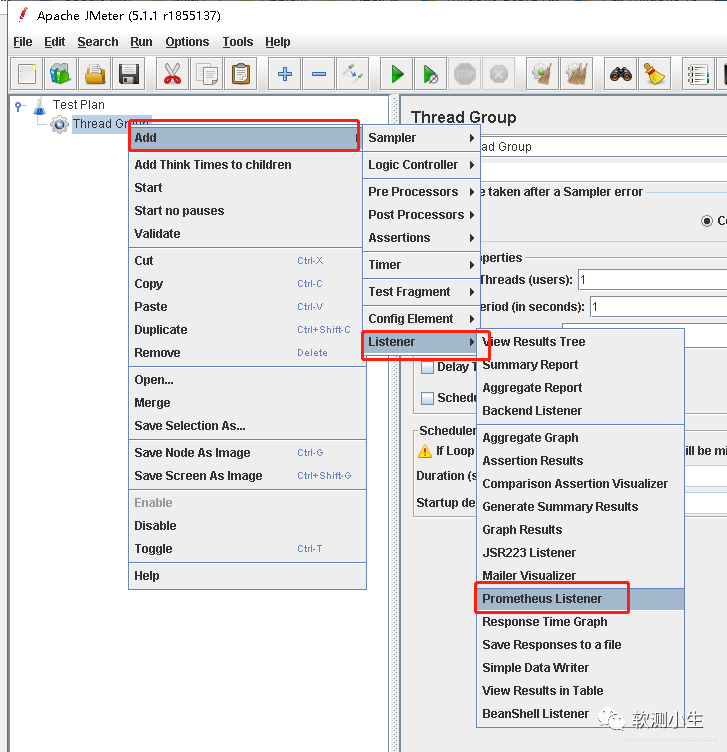 Apache JMeter (5.1.1 r1855137)
File Edit Search Run Options Tools Help
STOP
Test Plan
Thread Group
Add
Add Think Times to children
Start
Start no pauses
Validate
Cut Ctrl-X
Copy Ctrl-C
Paste Ctrl-V
Duplicate Ctrl+Shift-C
Remove Delete
Open...
Merge
Save Selection As...
Save Node As Image Ctrl-G
Save Screen As Image Ctrl+Shift-G
Enable
Disable
Toggle Ctrl-T
Help
Sampler
Logic Controller
Pre Processors
Post Processors
Assertions
Timer
Test Fragment
Config Element
Listener
View Results Tree
Summary Report
Aggregate Report
Backend Listener
Aggregate Graph
Assertion Results
Comparison Assertion Visualizer
Generate Summary Results
Graph Results
JSR223 Listener
Mailer Visualizer
Prometheus Listener
Response Time Graph
Save Responses to a file
Simple Data Writer
View Results in Table
BeanShell Listener
Thread Group
ad Group
e taken after a Sampler error
Co
operties
Threads (users): 1
eriod (in seconds): 1
Delay T
Schedu
Scheduler
If Loop
ill be mi
Duration (s
Startup de
软测小生